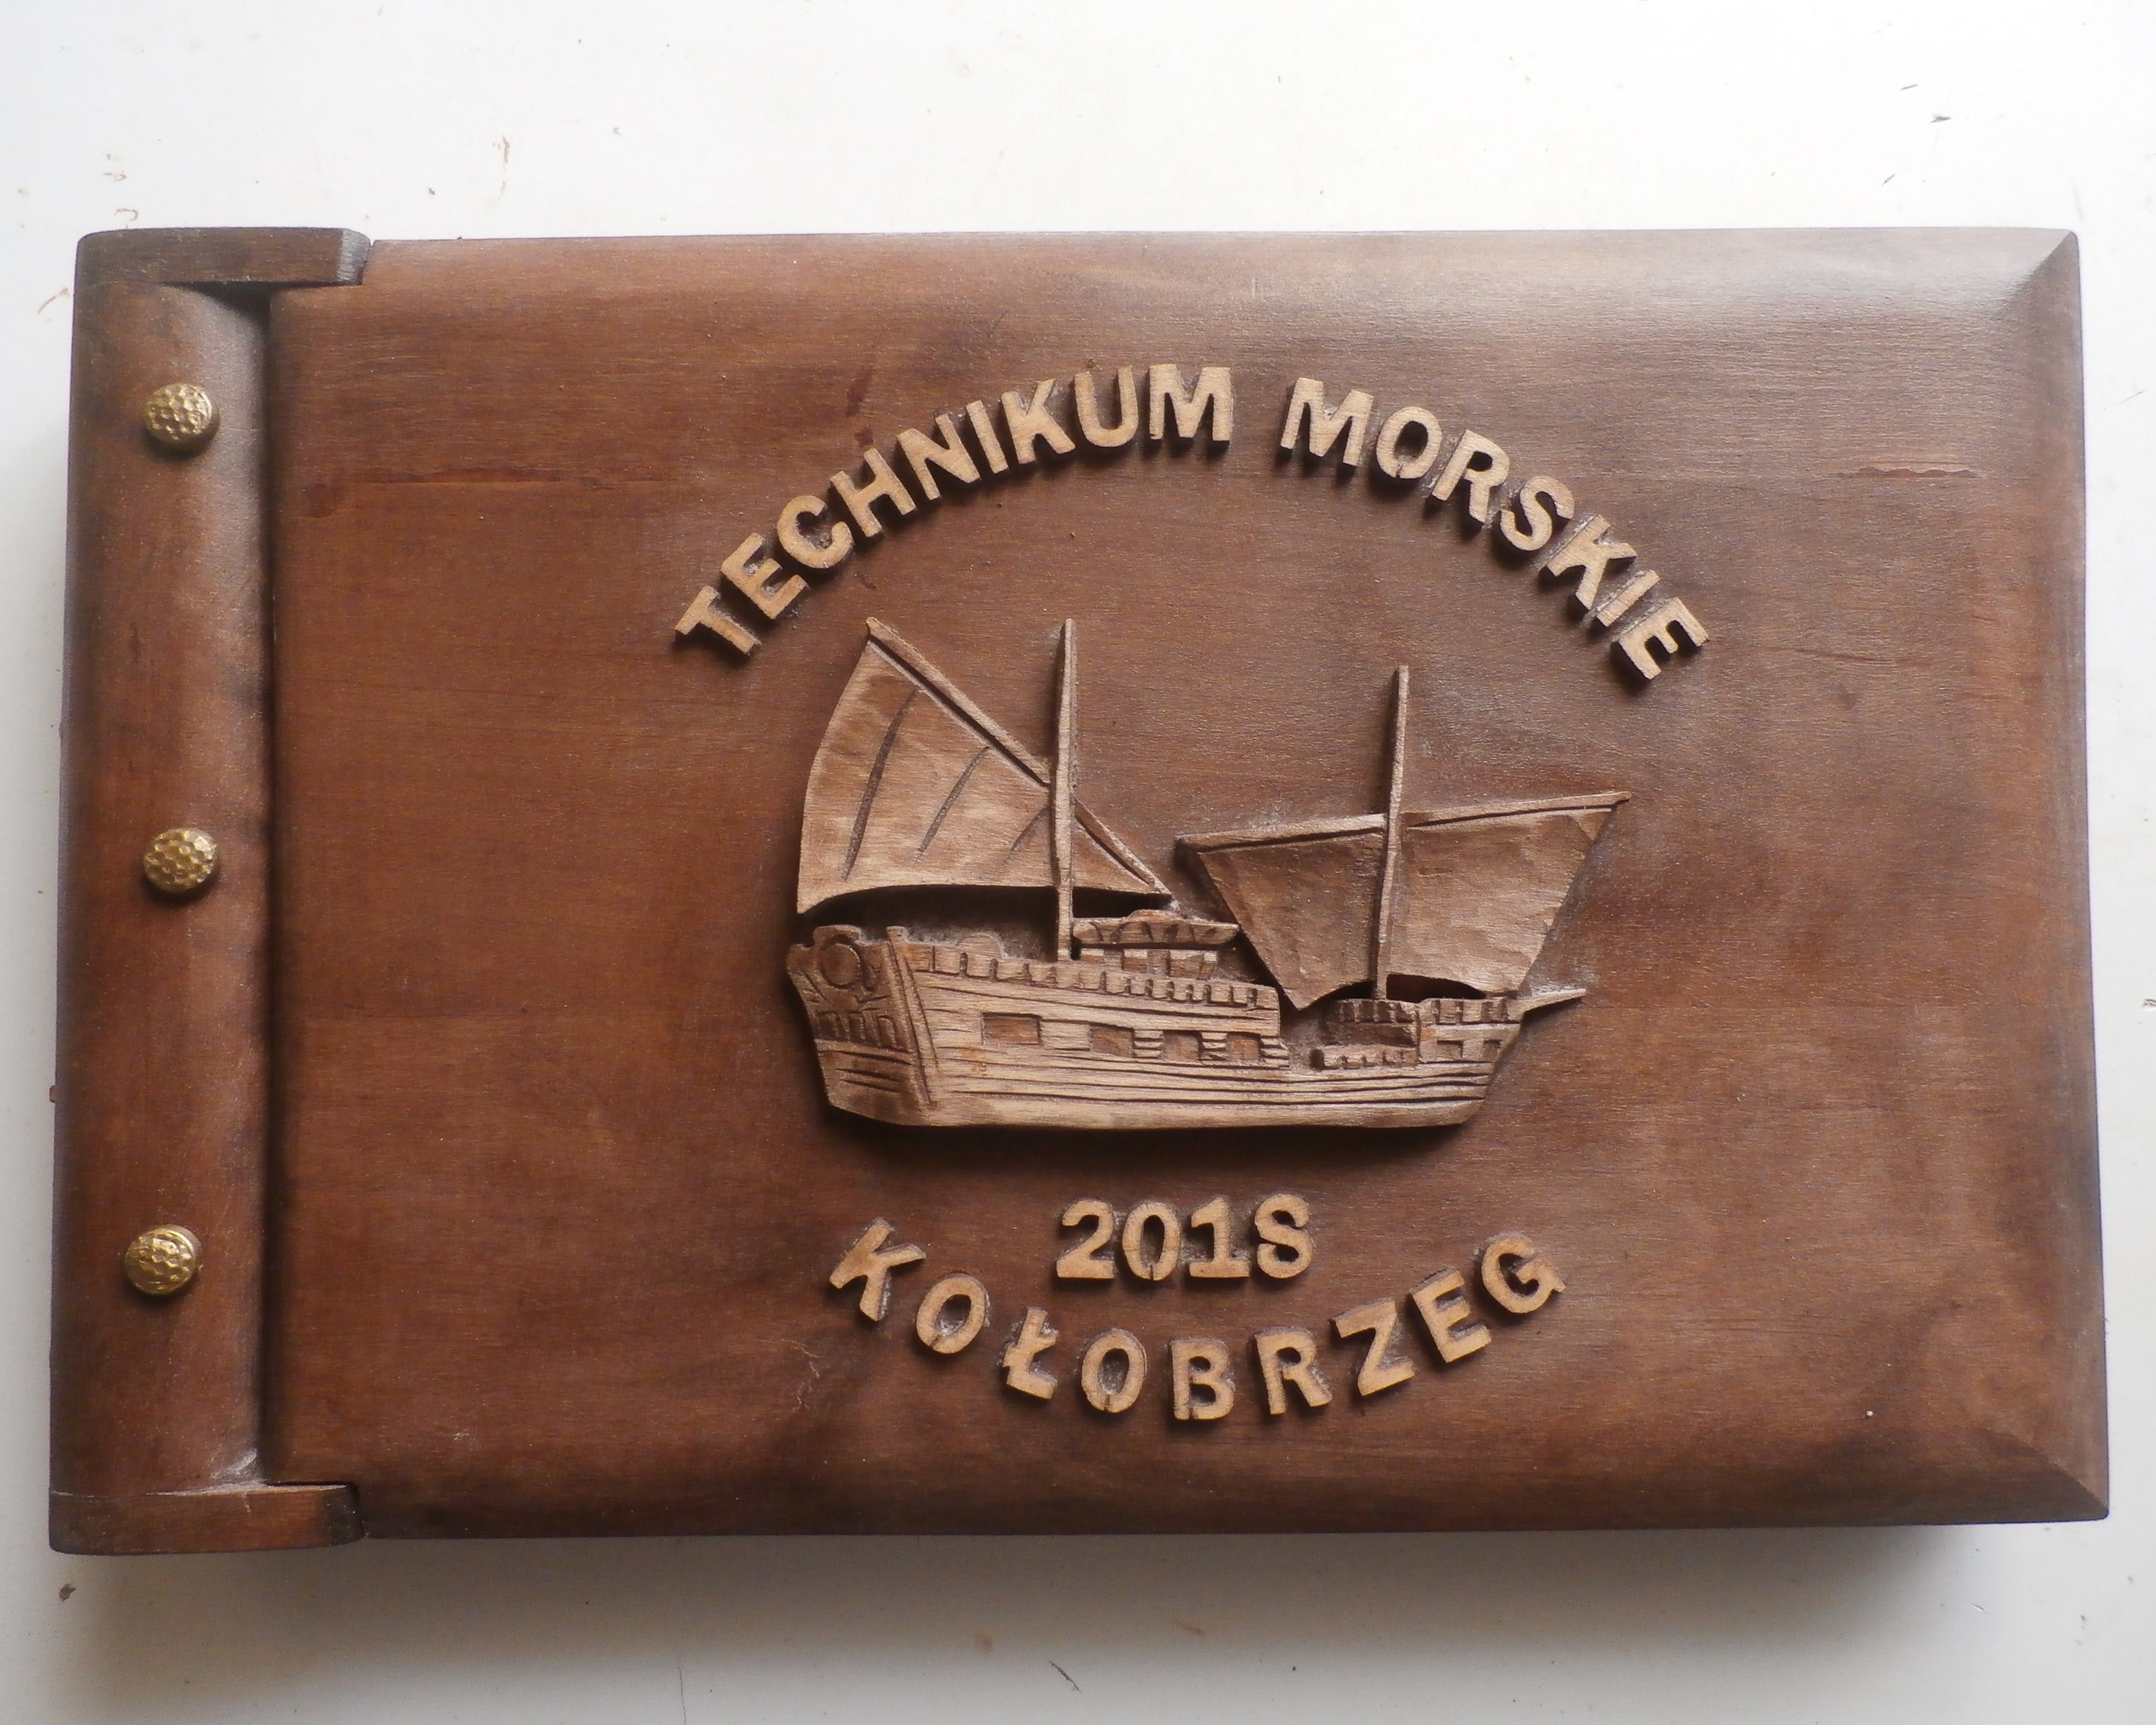 TECHNIKUM MORSKIE
2018
KOŁOBRZEG